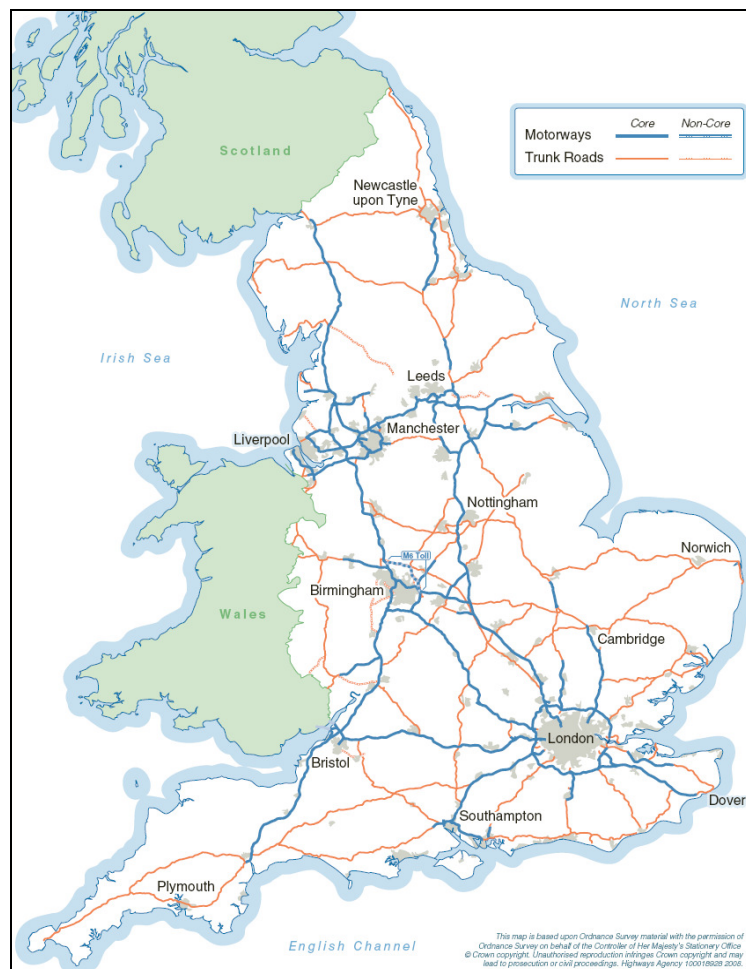 Core Non-Core
Motorways
Trunk Roads
Scotland
Newcastle
upon Tyne
North Sea
Irish Sea
Leeds
Manchester
Liverpool
Nottingham
Norwich
M6 Toll
Birmingham
Wales
Cambridge
London
Bristol
Dover
Southampton
Plymouth
English Channel
This map is based upon Ordnance Survey material with the permission of
Ordnance Survey on behalf of the Controller of Her Majesty's Stationery Office
© Crown copyright. Unauthorised reproduction infringes Crown copyright and may
lead to prosecution or civil proceedings. Highways Agency 100018928 2008.